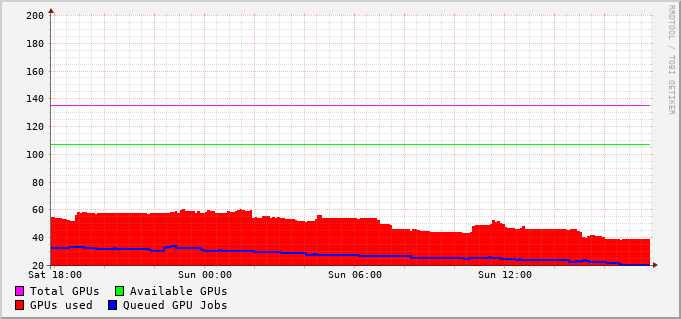 200
180
160
140
120
100
80
60
40
20
Sat 18:00 Sun 00:00 Sun 06:00 Sun 12:00
Total GPUs Available GPUs
GPUs used Queued GPU Jobs
RRDTOOL / TOBI OETIKER